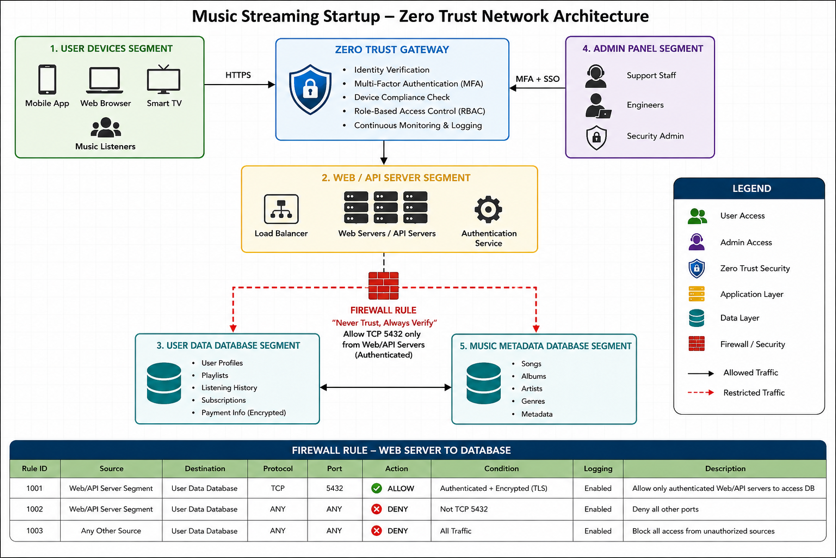 Music Streaming Startup – Zero Trust Network Architecture
1. USER DEVICES SEGMENT
Mobile App
Web Browser
Smart TV
Music Listeners
HTTPS
ZERO TRUST GATEWAY
• Identity Verification
• Multi-Factor Authentication (MFA)
• Device Compliance Check
• Role-Based Access Control (RBAC)
• Continuous Monitoring & Logging
MFA + SSO
4. ADMIN PANEL SEGMENT
Support Staff
Engineers
Security Admin
2. WEB / API SERVER SEGMENT
Load Balancer
Web Servers / API Servers
Authentication
Service
LEGEND
User Access
Admin Access
Zero Trust Security
Application Layer
Data Layer
Firewall / Security
Allowed Traffic
Restricted Traffic
FIREWALL RULE
"Never Trust, Always Verify"
Allow TCP 5432 only
from Web/API Servers
(Authenticated)
3. USER DATA DATABASE SEGMENT
• User Profiles
• Playlists
• Listening History
• Subscriptions
• Payment Info (Encrypted)
5. MUSIC METADATA DATABASE SEGMENT
• Songs
• Albums
• Artists
• Genres
• Metadata
FIREWALL RULE – WEB SERVER TO DATABASE
Rule ID Source Destination Protocol Port Action Condition Logging Description
1001 Web/API Server Segment User Data Database TCP 5432 ALLOW Authenticated + Encrypted (TLS) Enabled Allow only authenticated Web/API servers to access DB
1002 Web/API Server Segment User Data Database ANY ANY DENY Not TCP 5432 Enabled Deny all other ports
1003 Any Other Source User Data Database ANY ANY DENY All Traffic Enabled Block all access from unauthorized sources